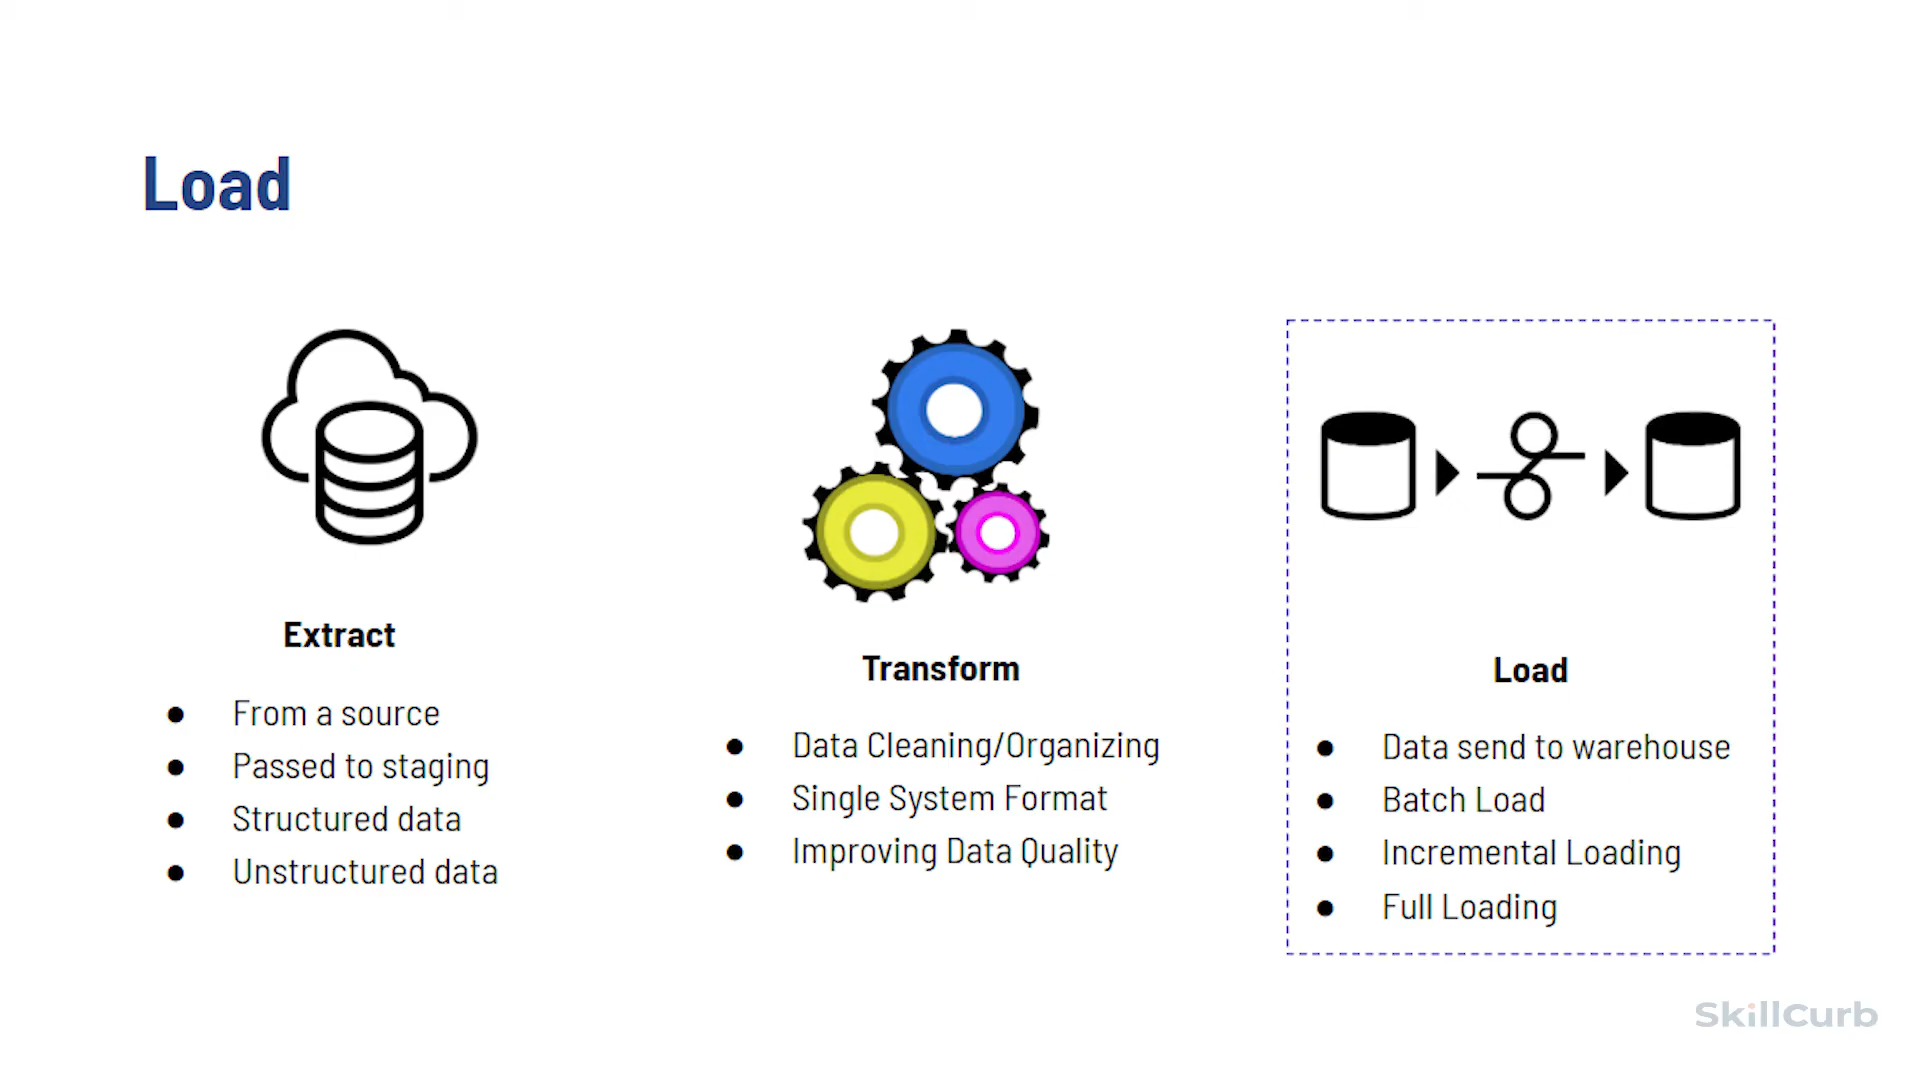 Load
Extract
● From a source
● Passed to staging
● Structured data
● Unstructured data
Transform
● Data Cleaning/Organizing
● Single System Format
● Improving Data Quality
Load
● Data send to warehouse
● Batch Load
● Incremental Loading
● Full Loading
SkillCurb